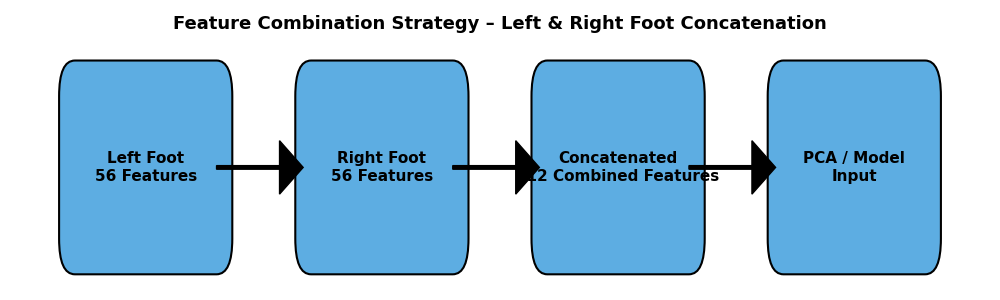 Feature Combination Strategy – Left & Right Foot Concatenation
Left Foot
56 Features
Right Foot
56 Features
Concatenated
Combined Features
PCA / Model
Input